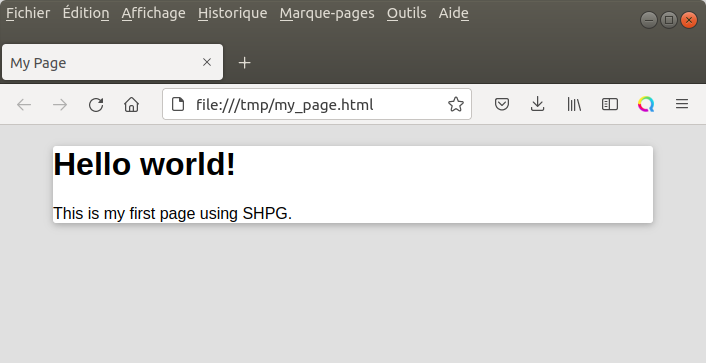 Fichier Édition Affichage Historique Marque-pages Outils Aide
My Page
file:///tmp/my_page.html
Hello world!
This is my first page using SHPG.